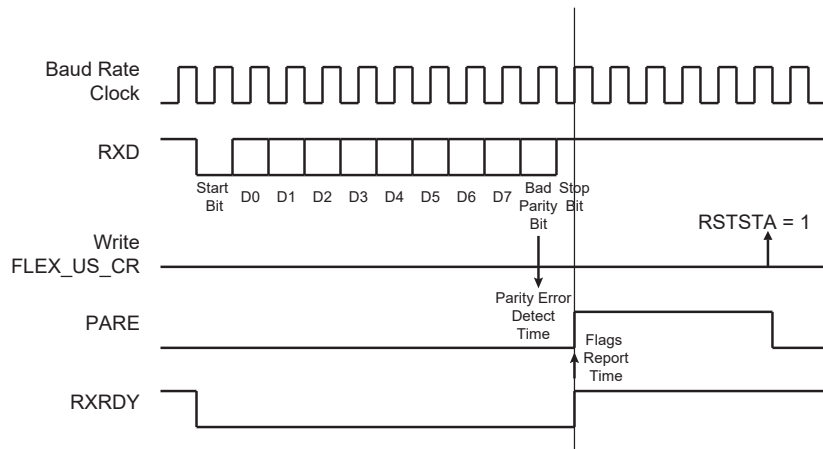 Baud Rate
Clock
RXD
Start
Bit
D0 D1 D2 D3 D4 D5 D6 D7
Bad
Parity
Bit
Stop
Bit
Write
FLEX_US_CR
RSTSTA = 1
Parity Error
Detect
Time
PARE
Flags
Report
Time
RXRDY